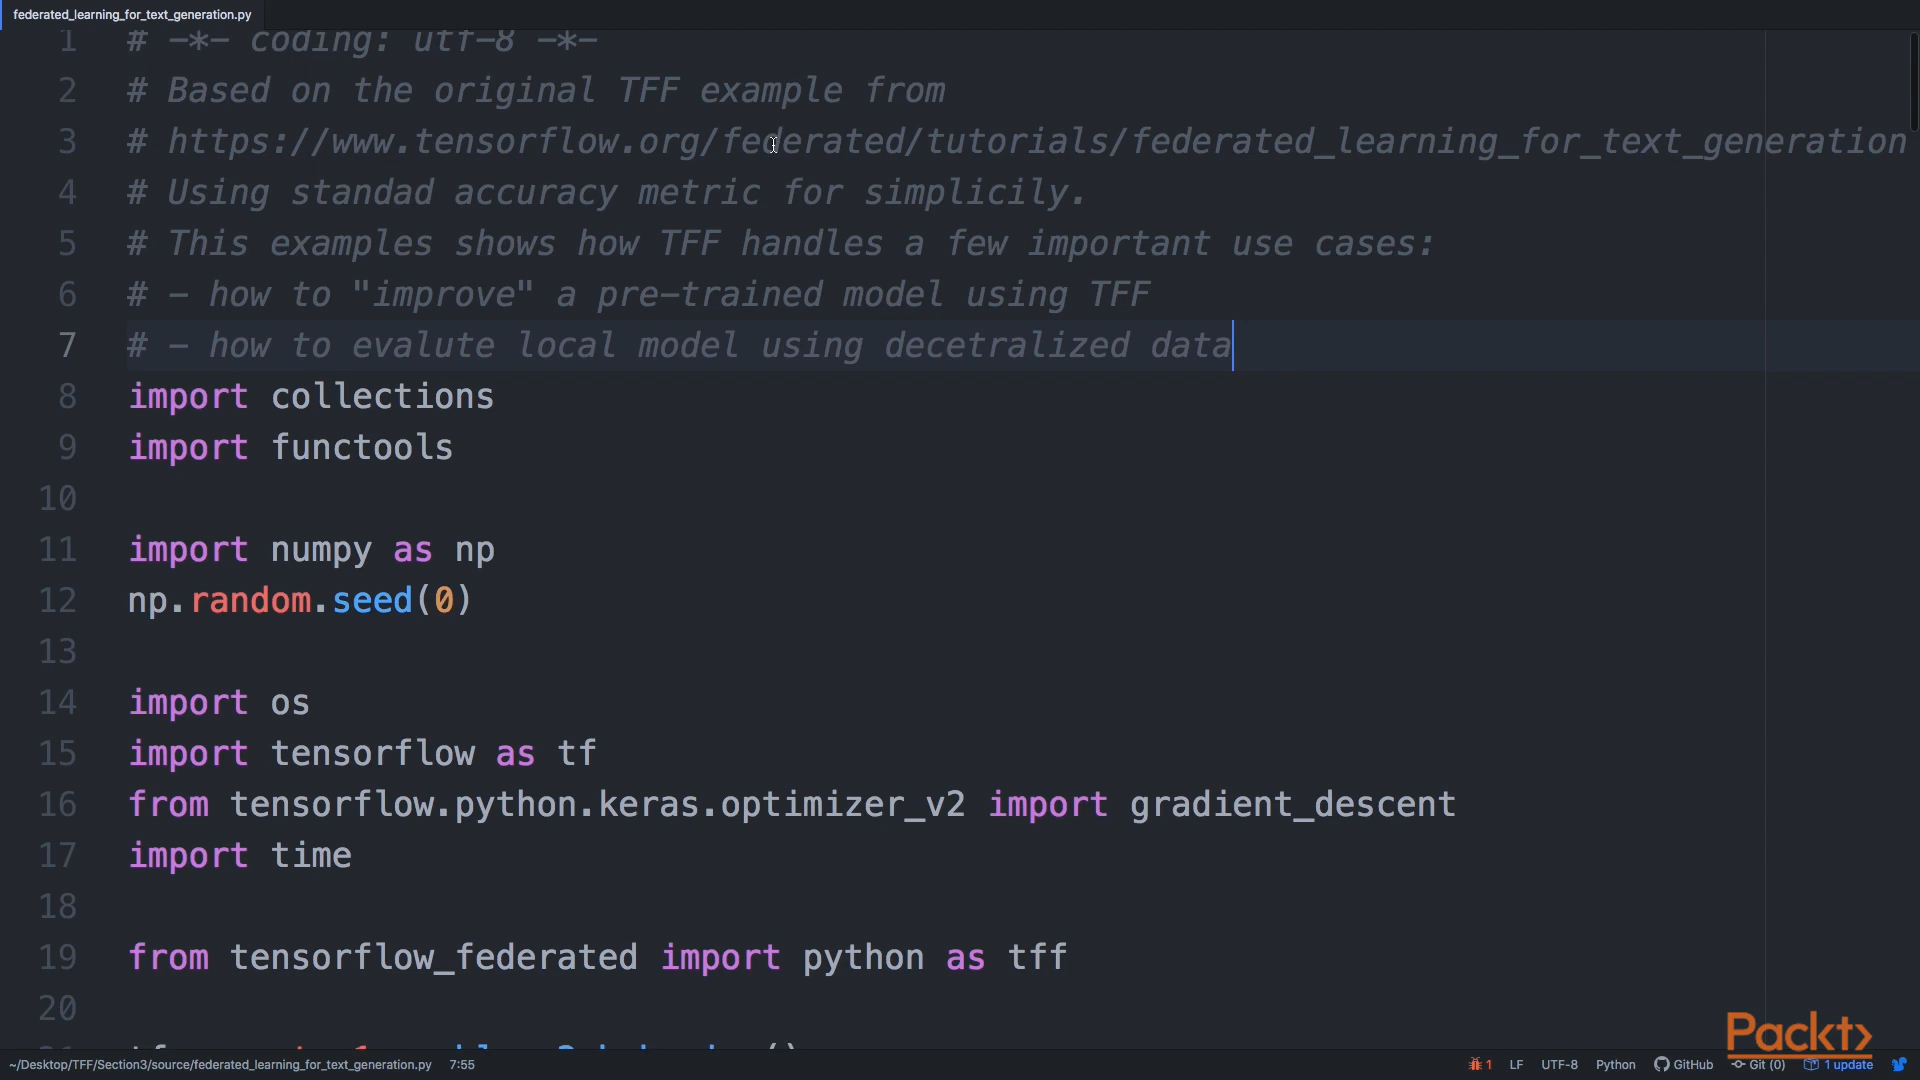 federated_learning_for_text_generation.py
1 # -*- coding: utf-8 -*-
2 # Based on the original TFF example from
3 # https://www.tensorflow.org/federated/tutorials/federated_learning_for_text_generation
4 # Using standad accuracy metric for simplicily.
5 # This examples shows how TFF handles a few important use cases:
6 # - how to "improve" a pre-trained model using TFF
7 # - how to evalute local model using decetralized data
8 import collections
9 import functools
10
11 import numpy as np
12 np.random.seed(0)
13
14 import os
15 import tensorflow as tf
16 from tensorflow.python.keras.optimizer_v2 import gradient_descent
17 import time
18
19 from tensorflow_federated import python as tff
20
Packt>
~/Desktop/TFF/Section3/source/federated_learning_for_text_generation.py 7:55 1 LF UTF-8 Python GitHub Git (0) 1 update